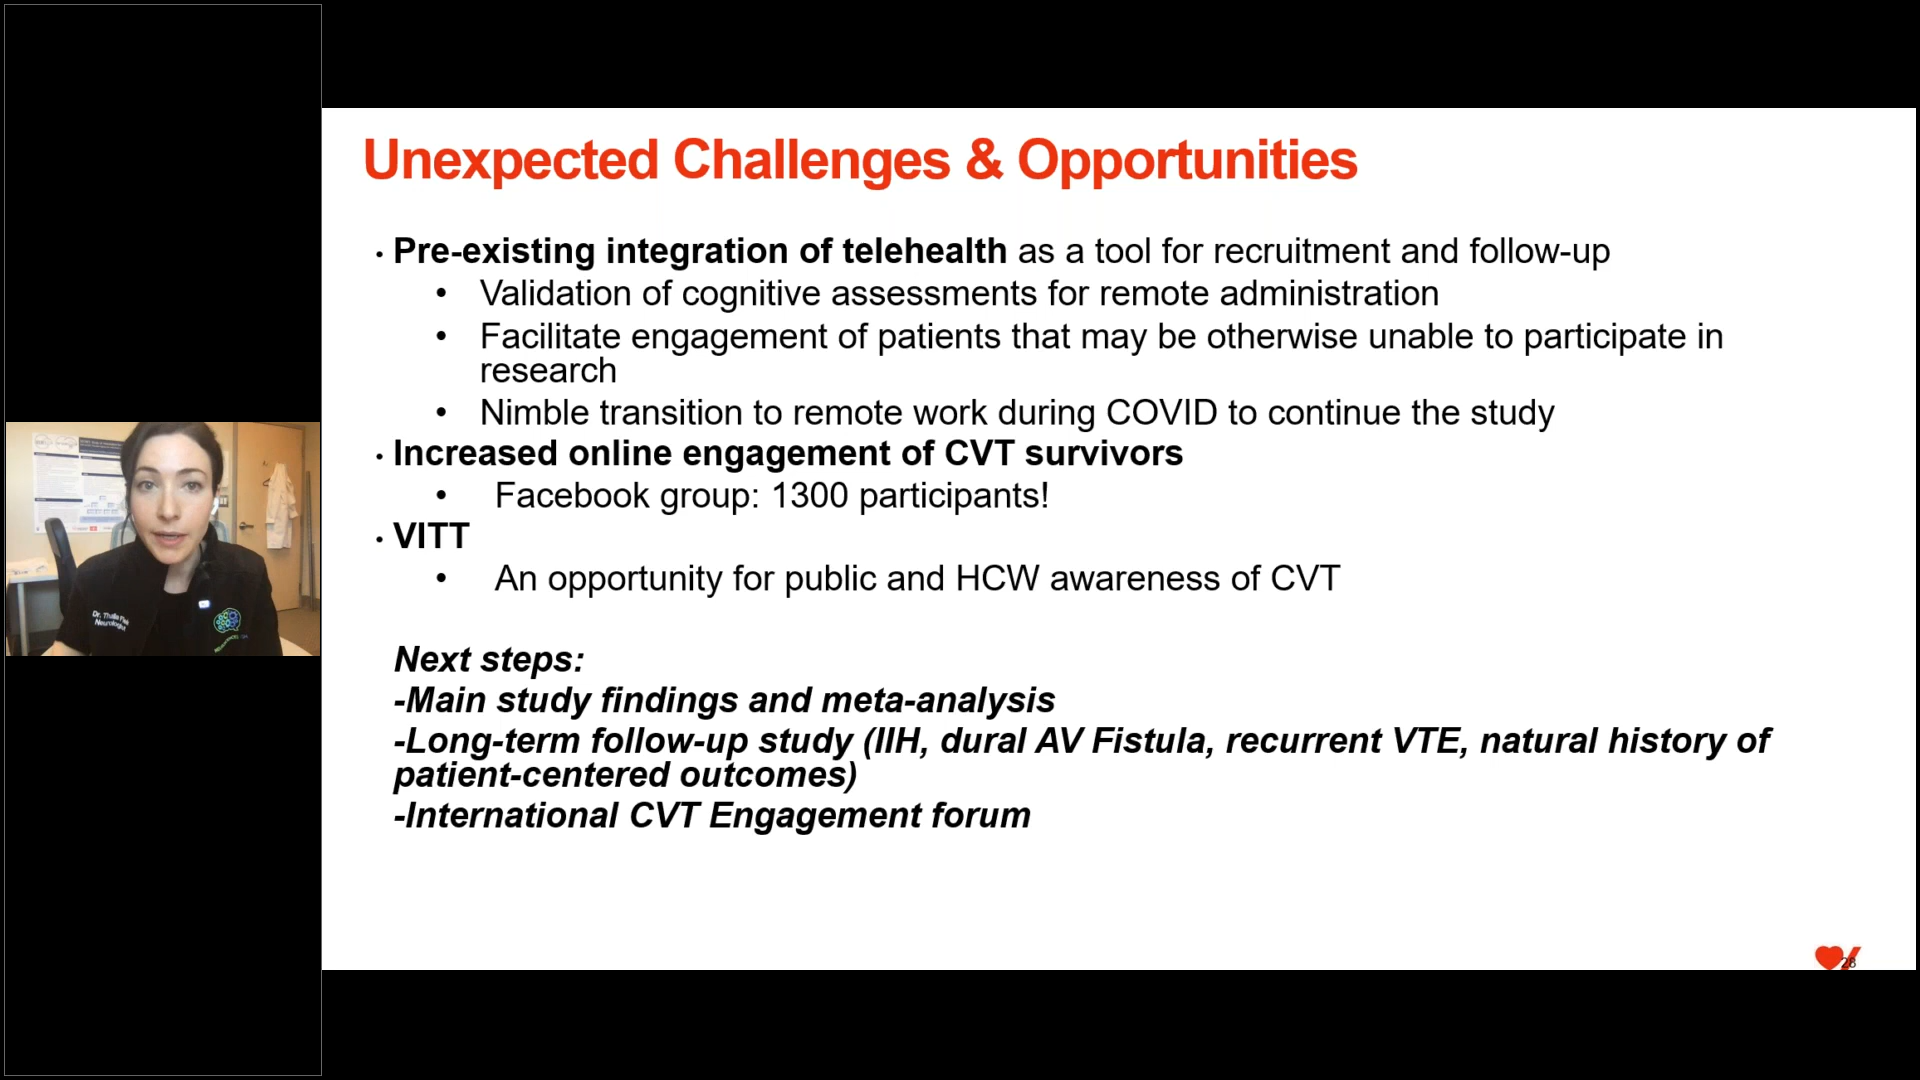 Unexpected Challenges & Opportunities
• Pre-existing integration of telehealth as a tool for recruitment and follow-up
• Validation of cognitive assessments for remote administration
• Facilitate engagement of patients that may be otherwise unable to participate in
research
• Nimble transition to remote work during COVID to continue the study
• Increased online engagement of CVT survivors
• Facebook group: 1300 participants!
• VITT
• An opportunity for public and HCW awareness of CVT
Next steps:
-Main study findings and meta-analysis
-Long-term follow-up study (IIH, dural AV Fistula, recurrent VTE, natural history of
patient-centered outcomes)
-International CVT Engagement forum
28
Dr.
Neurologist